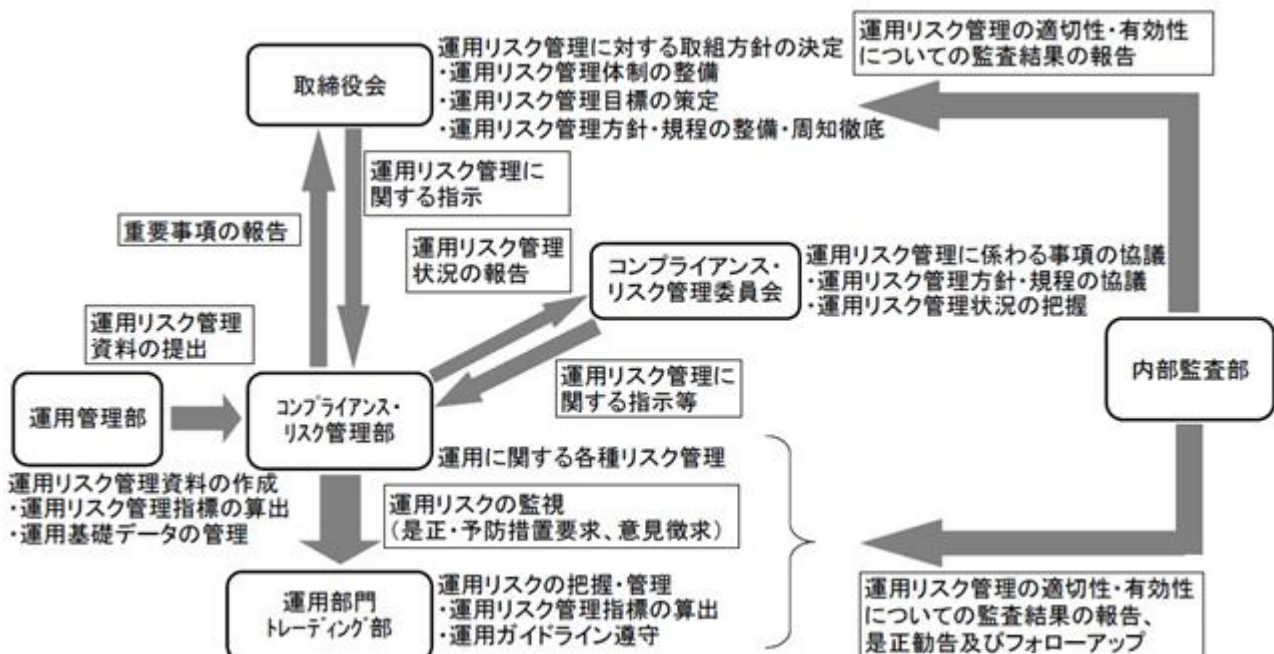 取締役会
運用リスク管理に対する取組方針の決定
・運用リスク管理体制の整備
・運用リスク管理目標の策定
・運用リスク管理方針・規程の整備・周知徹底
運用リスク管理の適切性・有効性
についての監査結果の報告
運用リスク管理に
関する指示
重要事項の報告
運用リスク管理
状況の報告
コンプライアンス・
リスク管理委員会
運用リスク管理に係わる事項の協議
・運用リスク管理方針・規程の協議
・運用リスク管理状況の把握
運用リスク管理
資料の提出
運用リスク管理に
関する指示等
内部監査部
運用管理部
コンプライアンス・
リスク管理部
運用に関する各種リスク管理
運用リスク管理資料の作成
・運用リスク管理指標の算出
・運用基礎データの管理
運用リスクの監視
(是正・予防措置要求、意見徴求)
運用部門
トレーディング部
運用リスクの把握・管理
・運用リスク管理指標の算出
・運用ガイドライン遵守
運用リスク管理の適切性・有効性
についての監査結果の報告、
是正勧告及びフォローアップ